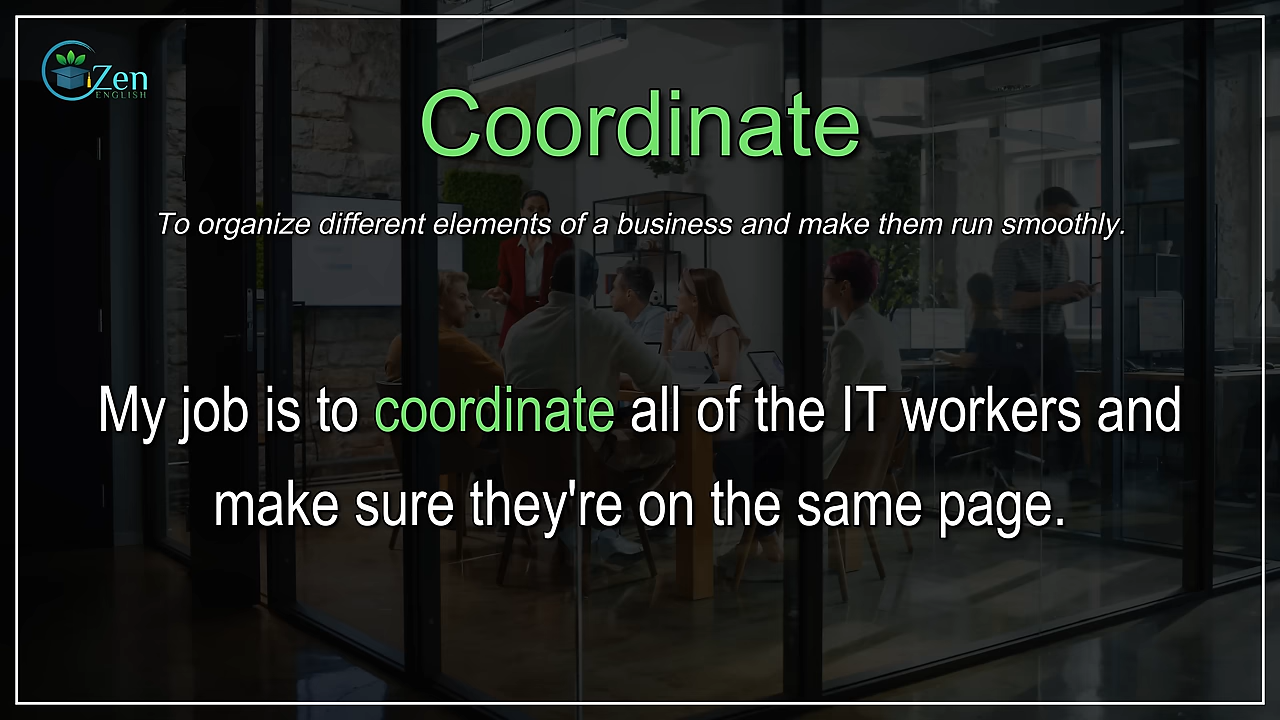 Zen
ENGLISH
Coordinate
To organize different elements of a business and make them run smoothly.
My job is to coordinate all of the IT workers and
make sure they're on the same page.